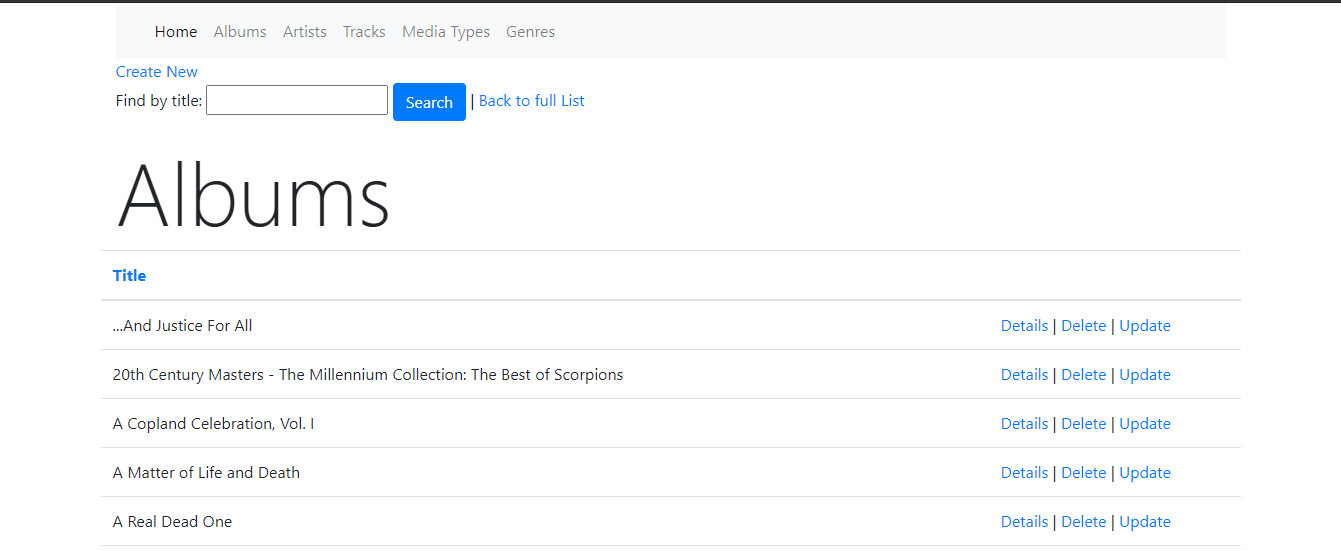 Home Albums Artists Tracks Media Types Genres
Create New
Find by title: Search | Back to full List
Albums
Title
...And Justice For All Details | Delete | Update
20th Century Masters - The Millennium Collection: The Best of Scorpions Details | Delete | Update
A Copland Celebration, Vol. I Details | Delete | Update
A Matter of Life and Death Details | Delete | Update
A Real Dead One Details | Delete | Update